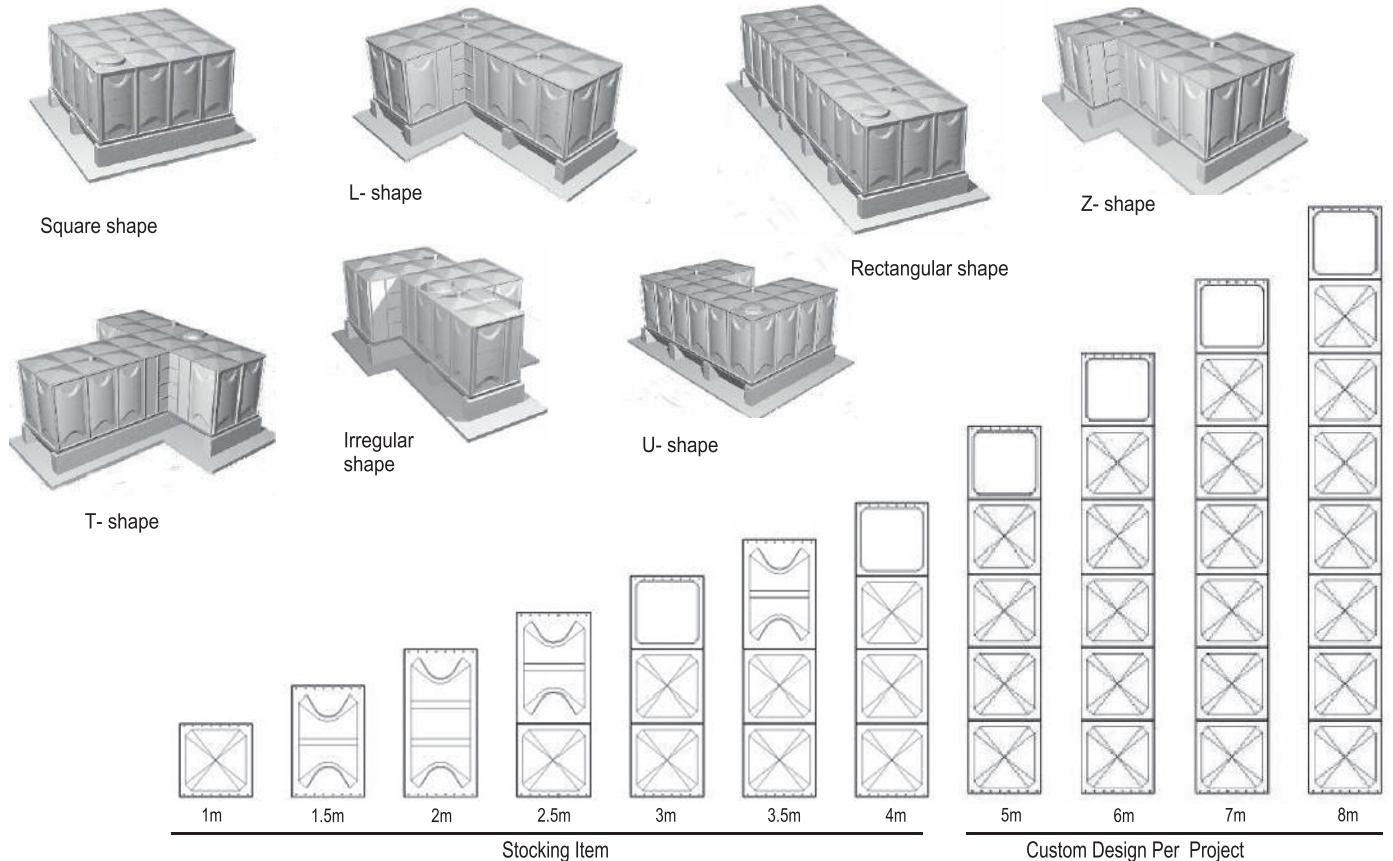 Square shape
L- shape
Rectangular shape
Z- shape
T- shape
Irregular
shape
U- shape
1m
1.5m
2m
2.5m
3m
3.5m
4m
5m
6m
7m
8m
Stocking Item
Custom Design Per Project